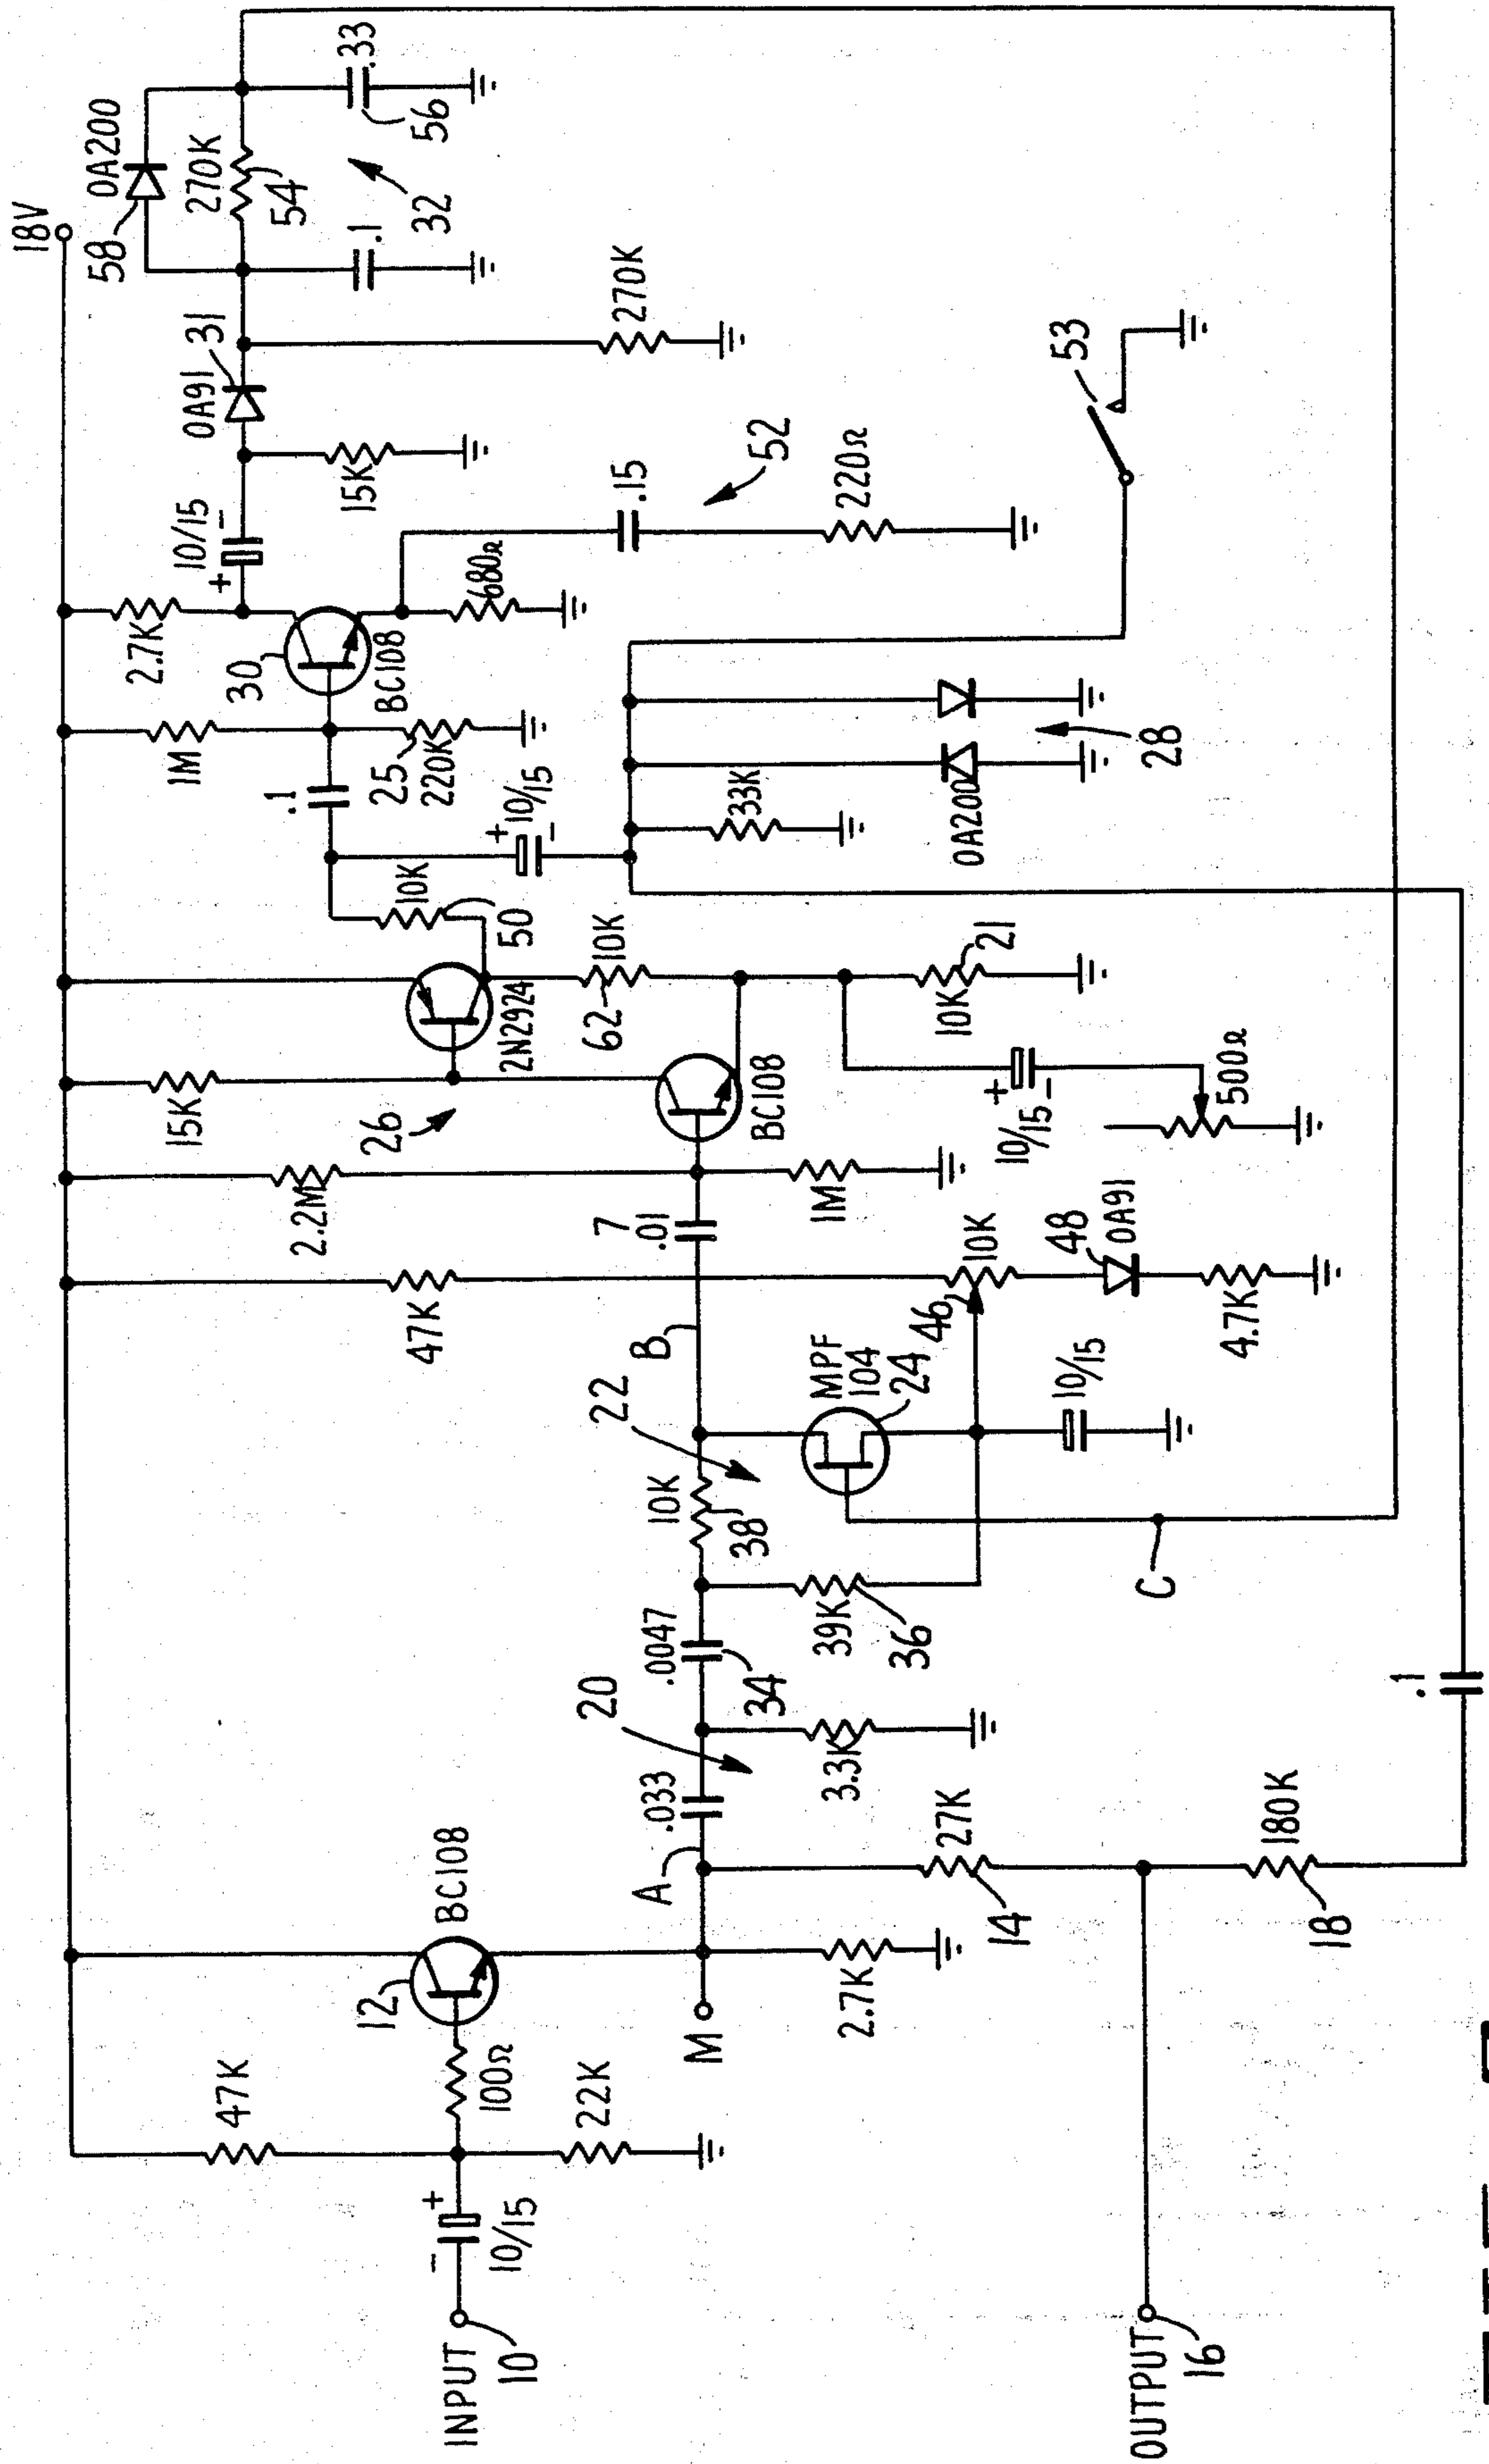 INPUT
10
10/15
−
+
47K
22K
100Ω
12
BC108
M
2.7K
A
.033
20
3.3K
.0047
34
39K
36
10K
38
22
B
MPF
104
24
10/15
C
47K
46
10K
48
0A91
4.7K
7
.01
2.2M
1M
26
15K
BC108
2N2924
62
10K
21
10K
+
10/15
−
500Ω
50
10K
.1
+
10/15
−
33K
0A200
28
1M
25
220K
30
BC108
2.7K
680Ω
+
10/15
−
15K
0A91
31
.15
52
220Ω
53
270K
.1
32
58
0A200
270K
54
.33
56
18V
14
27K
180K
18
.1
OUTPUT
16